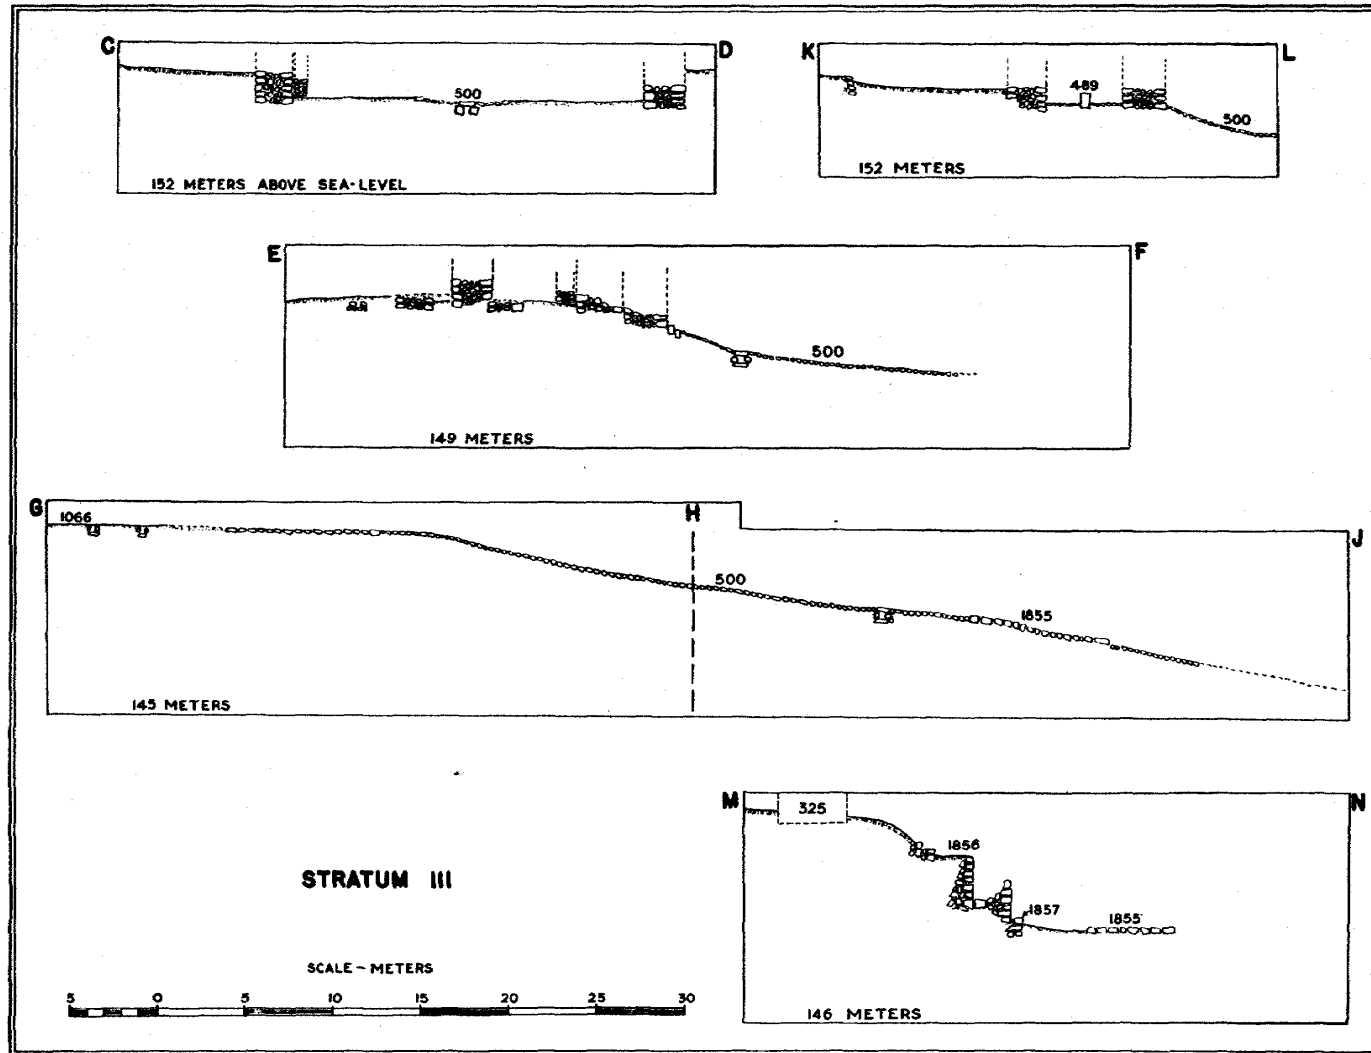 C D K L
500
489
500
152 METERS ABOVE SEA-LEVEL
152 METERS
E F
500
149 METERS
G H J
1066
500
1855
145 METERS
M N
325
1856
1857
1855
146 METERS
STRATUM III
SCALE - METERS
5 0 5 10 15 20 25 30